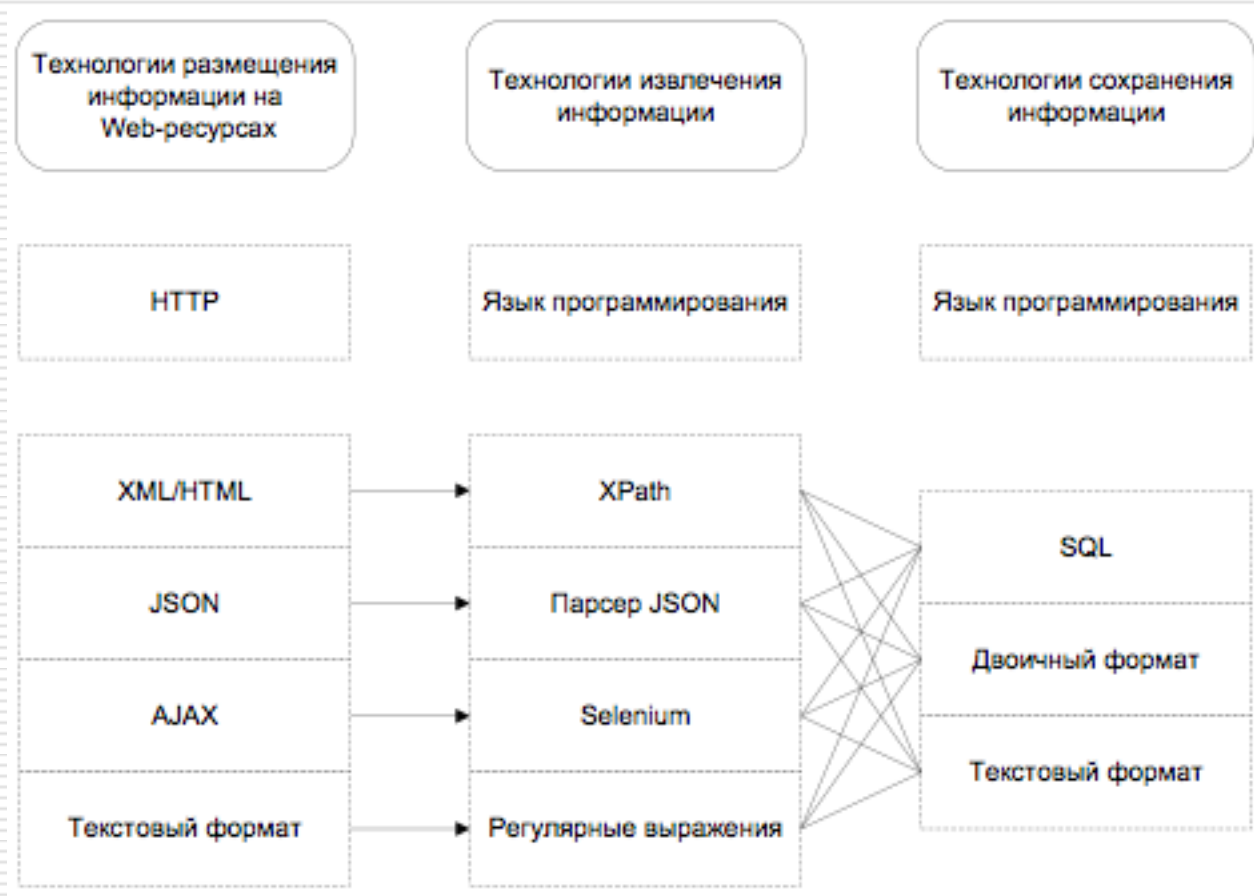 Технологии размещения
информации на
Web-ресурсах
Технологии извлечения
информации
Технологии сохранения
информации
HTTP
Язык программирования
Язык программирования
XML/HTML
XPath
SQL
JSON
Парсер JSON
Двоичный формат
AJAX
Selenium
Текстовый формат
Текстовый формат
Регулярные выражения